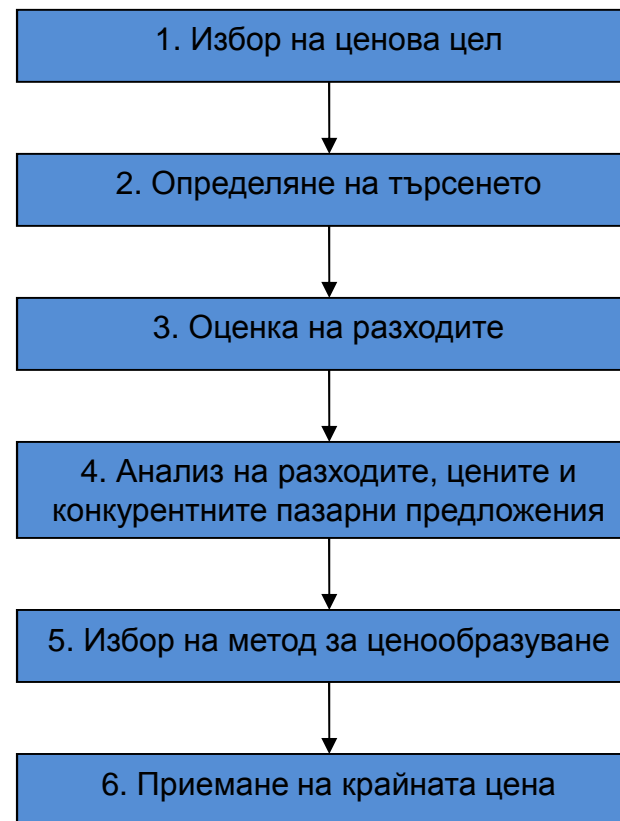 1. Избор на ценова цел
2. Определяне на търсенето
3. Оценка на разходите
4. Анализ на разходите, цените и
конкурентните пазарни предложения
5. Избор на метод за ценообразуване
6. Приемане на крайната цена